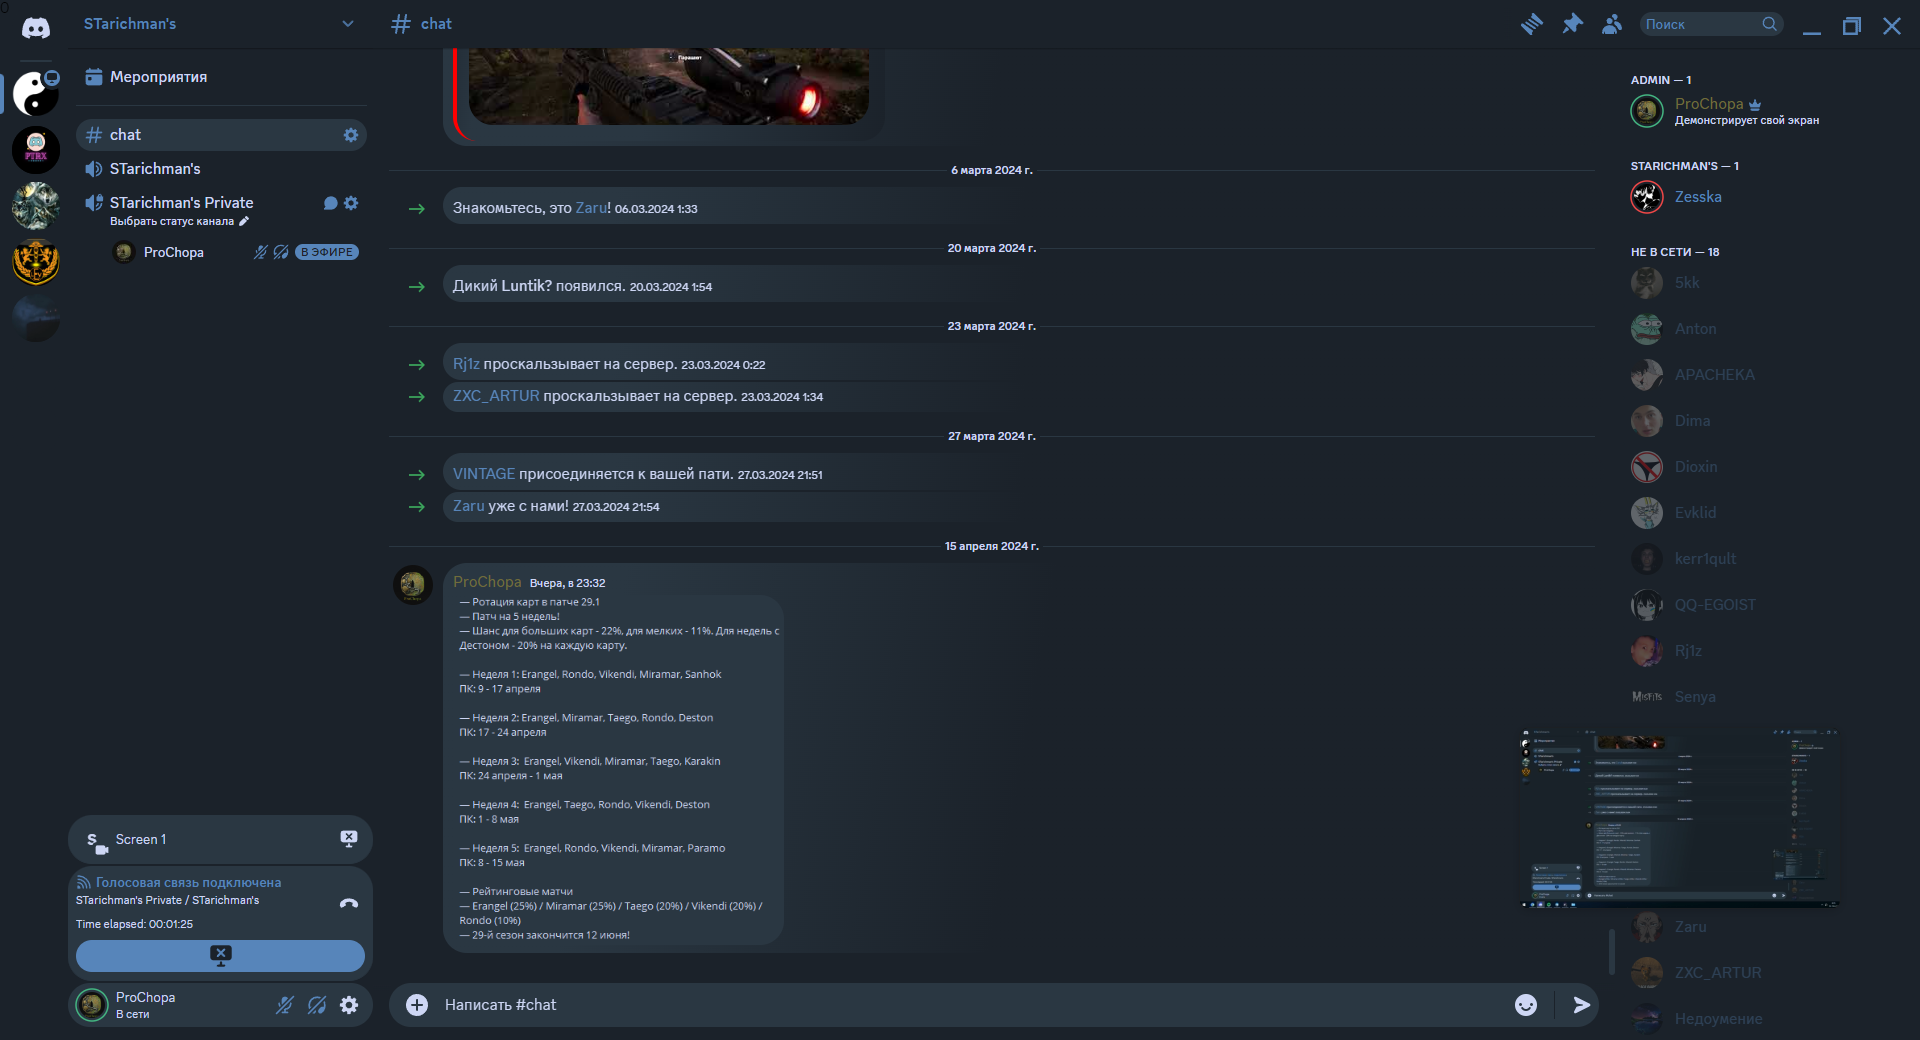 STarichman's
chat
Поиск
Мероприятия
chat
STarichman's
STarichman's Private
Выбрать статус канала
ProChopa
В ЭФИРЕ
Screen 1
Голосовая связь подключена
STarichman's Private / STarichman's
Time elapsed: 00:01:25
ProChopa
В сети
6 марта 2024 г.
Знакомьтесь, это Zaru! 06.03.2024 1:33
20 марта 2024 г.
Дикий Luntik? появился. 20.03.2024 1:54
23 марта 2024 г.
Rj1z проскальзывает на сервер. 23.03.2024 0:22
ZXC_ARTUR проскальзывает на сервер. 23.03.2024 1:34
27 марта 2024 г.
VINTAGE присоединяется к вашей пати. 27.03.2024 21:51
Zaru уже с нами! 27.03.2024 21:54
15 апреля 2024 г.
ProChopa Вчера, в 23:32
— Ротация карт в патче 29.1
— Патч на 5 недель!
— Шанс для больших карт - 22%, для мелких - 11%. Для недель с
Дестоном - 20% на каждую карту.
— Неделя 1: Erangel, Rondo, Vikendi, Miramar, Sanhok
ПК: 9 - 17 апреля
— Неделя 2: Erangel, Miramar, Taego, Rondo, Deston
ПК: 17 - 24 апреля
— Неделя 3: Erangel, Vikendi, Miramar, Taego, Karakin
ПК: 24 апреля - 1 мая
— Неделя 4: Erangel, Taego, Rondo, Vikendi, Deston
ПК: 1 - 8 мая
— Неделя 5: Erangel, Rondo, Vikendi, Miramar, Paramo
ПК: 8 - 15 мая
— Рейтинговые матчи
— Erangel (25%) / Miramar (25%) / Taego (20%) / Vikendi (20%) /
Rondo (10%)
— 29-й сезон закончится 12 июня!
Написать #chat
ADMIN — 1
ProChopa
Демонстрирует свой экран
STARICHMAN'S — 1
Zesska
НЕ В СЕТИ — 18
5kk
Anton
APACHEKA
Dima
Dioxin
Evklid
kerr1qult
QQ-EGOIST
Rj1z
Senya
Zaru
ZXC_ARTUR
Недоумение